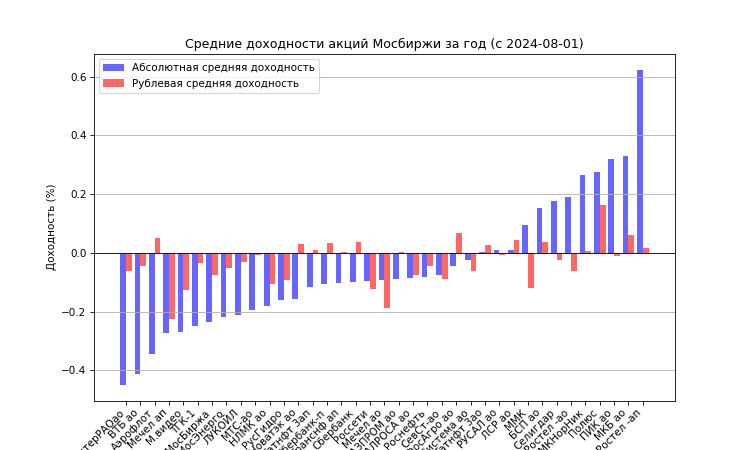 Средние доходности акций Мосбиржи за год (с 2024-08-01)
Абсолютная средняя доходность
Рублевая средняя доходность
Доходность (%)
0.6
0.4
0.2
0.0
−0.2
−0.4
ВТБ ао
Аэрофлот
Мечел ап
М.видео
ТГК-1
МосБиржа
ЛУКОЙЛ
МТС-ао
НЛМК ао
РусГидро
Сбербанк
Россети
Мечел ао
Роснефть
СевСт-ао
РУСАЛ ао
ЛСР ао
ММК
БСП ао
Селигдар
Ростел -ао
Полюс
ПИК ао
МКБ ао
Ростел -ап